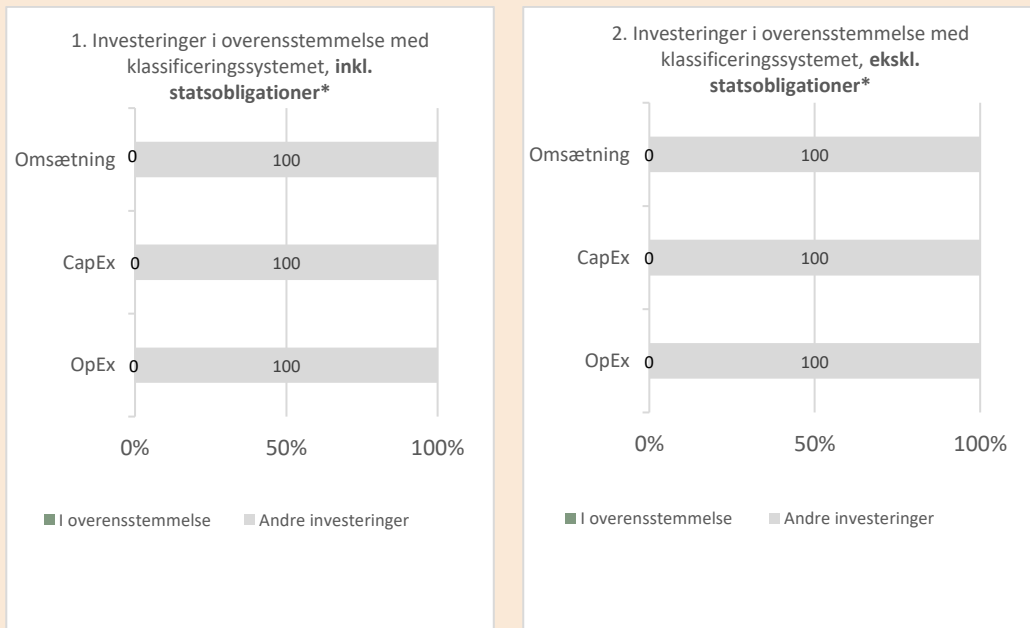 1. Investeringer i overensstemmelse med
klassificeringssystemet, inkl.
statsobligationer*
Omsætning 0 100
CapEx 0 100
OpEx 0 100
0% 50% 100%
I overensstemmelse Andre investeringer
2. Investeringer i overensstemmelse med
klassificeringssystemet, ekskl.
statsobligationer*
Omsætning 0 100
CapEx 0 100
OpEx 0 100
0% 50% 100%
I overensstemmelse Andre investeringer